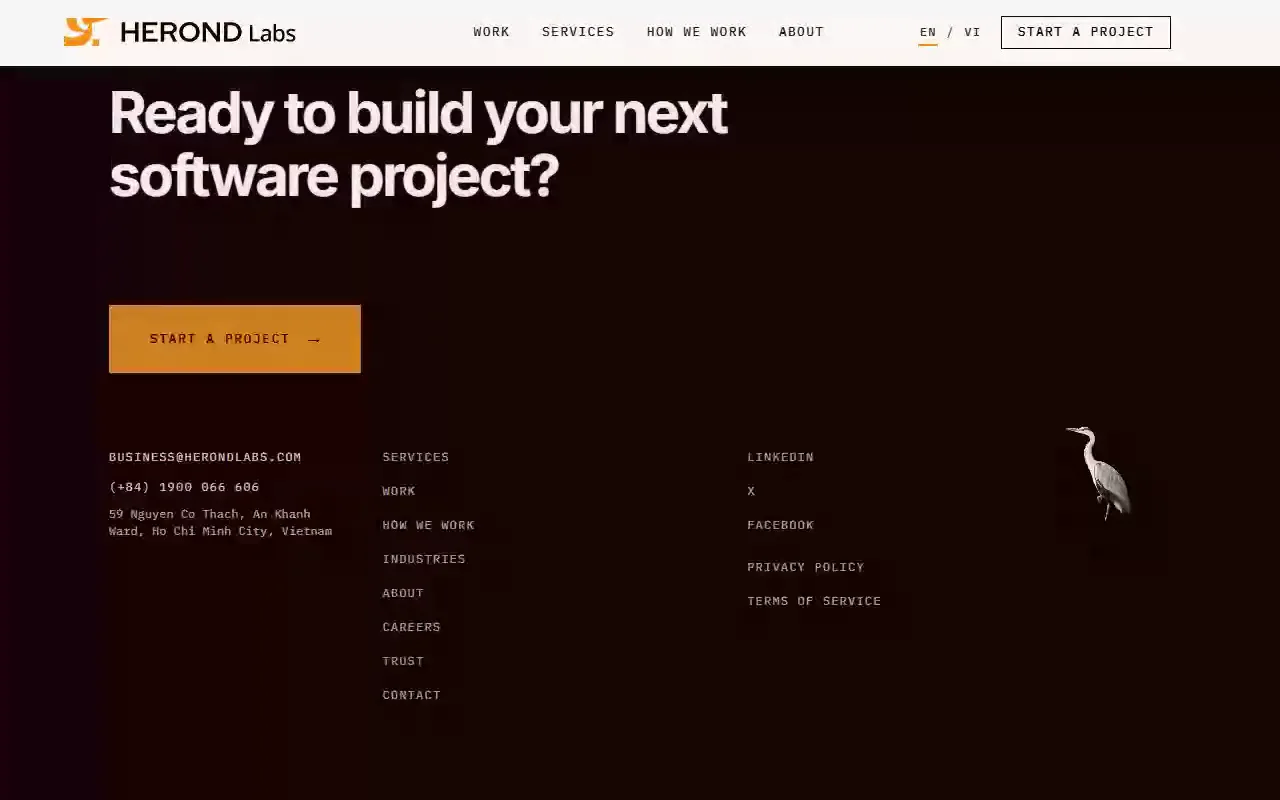 HEROND Labs
WORK
SERVICES
HOW WE WORK
ABOUT
EN / VI
START A PROJECT
Ready to build your next
software project?
START A PROJECT →
BUSINESS@HERONDLABS.COM
(+84) 1900 066 606
59 Nguyen Co Thach, An Khanh
Ward, Ho Chi Minh City, Vietnam
SERVICES
WORK
HOW WE WORK
INDUSTRIES
ABOUT
CAREERS
TRUST
CONTACT
LINKEDIN
X
FACEBOOK
PRIVACY POLICY
TERMS OF SERVICE